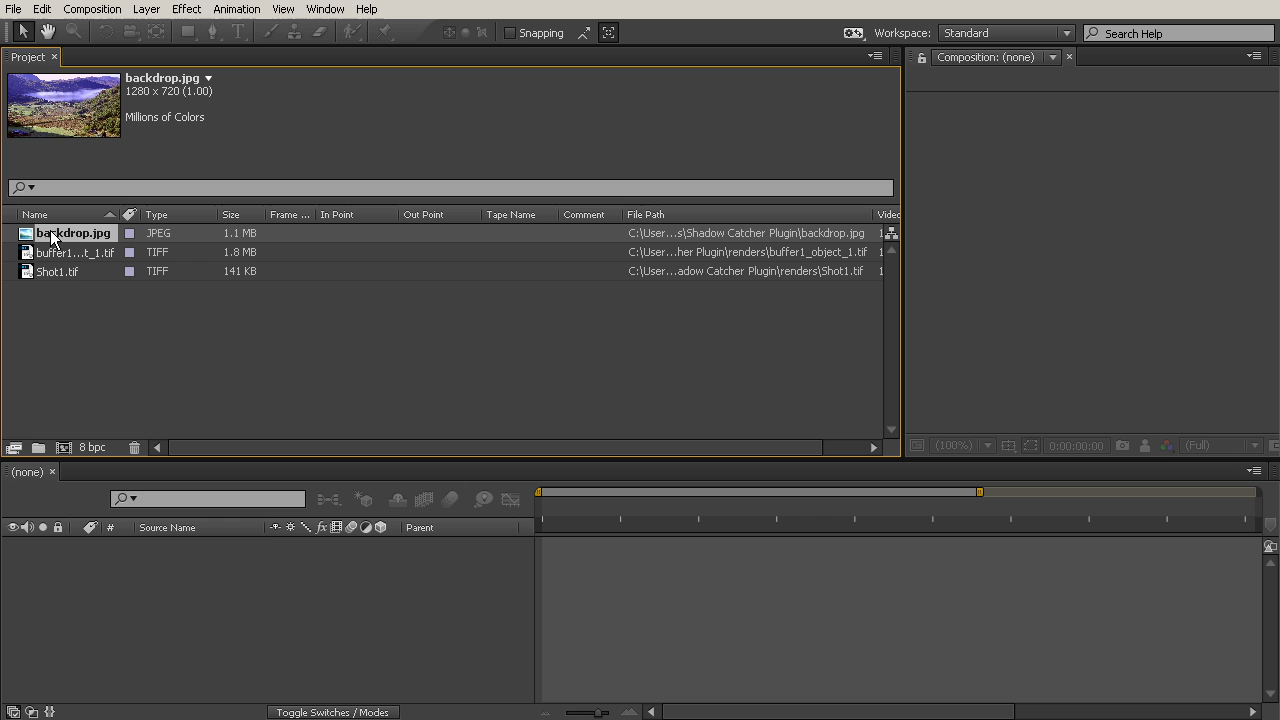 File Edit Composition Layer Effect Animation View Window Help
Snapping Workspace: Standard Search Help
Project × Composition: (none) ×
backdrop.jpg
1280 x 720 (1.00)
Millions of Colors
Name Type Size Frame ... In Point Out Point Tape Name Comment File Path Video
backdrop.jpg JPEG 1.1 MB C:\User...s\Shadow Catcher Plugin\backdrop.jpg 1
buffer1...t_1.tif TIFF 1.8 MB C:\User...her Plugin\renders\buffer1_object_1.tif 1
Shot1.tif TIFF 141 KB C:\User...adow Catcher Plugin\renders\Shot1.tif 1
8 bpc (100%) 0:00:00:00 (Full)
(none) ×
# Source Name fx Parent
Toggle Switches / Modes